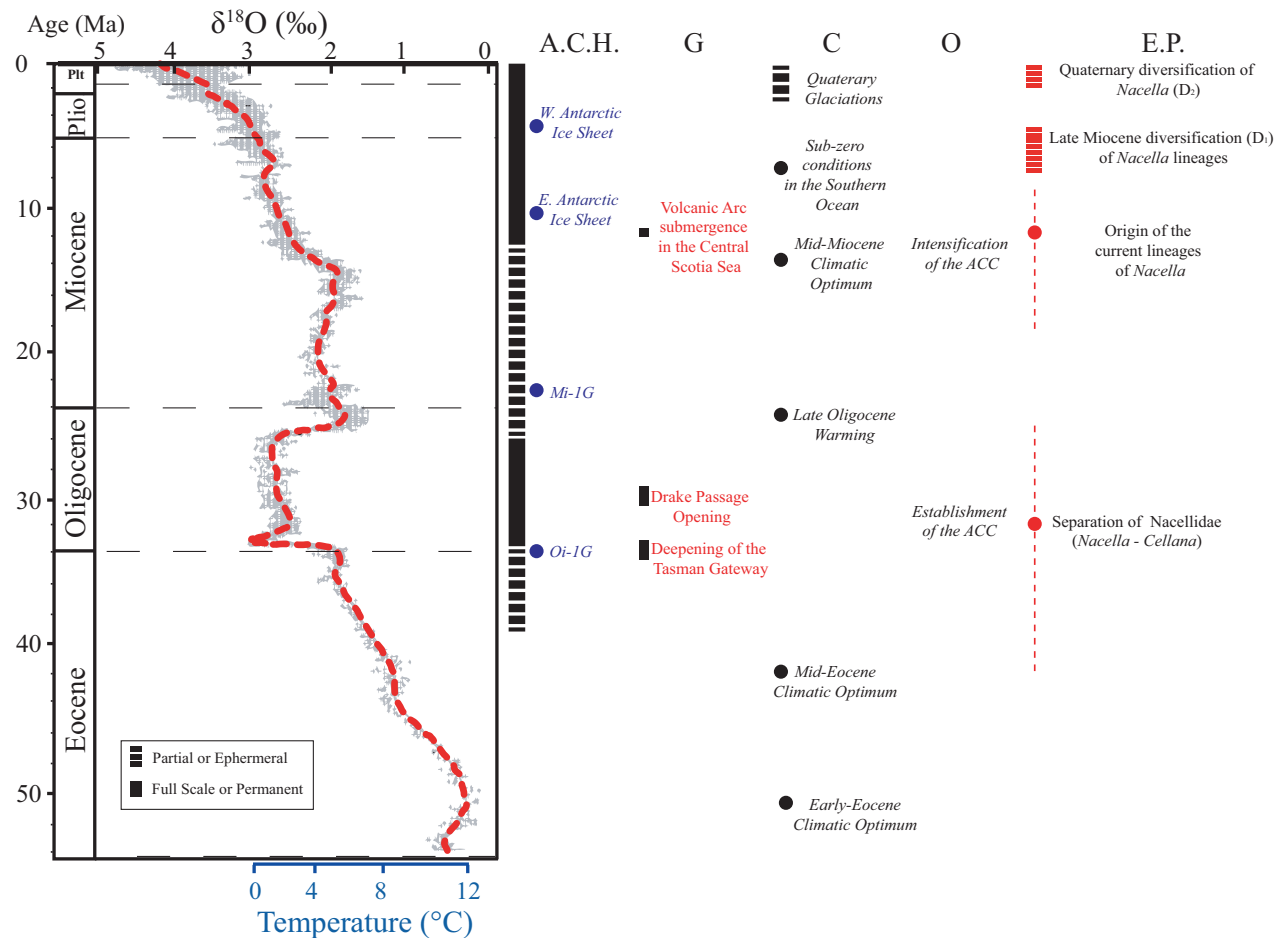 Age (Ma)
δ¹⁸O (‰)
5 4 3 2 1 0
A.C.H.
G
C
O
E.P.
0
10
20
30
40
50
Plt
Plio
Miocene
Oligocene
Eocene
Partial or Ephemeral
Full Scale or Permanent
0 4 8 12
Temperature (°C)
W. Antarctic
Ice Sheet
E. Antarctic
Ice Sheet
Mi-1G
Oi-1G
Volcanic Arc
submergence
in the Central
Scotia Sea
Drake Passage
Opening
Deepening of the
Tasman Gateway
Quaterary
Glaciations
Sub-zero
conditions
in the Southern
Ocean
Mid-Miocene
Climatic
Optimum
Late Oligocene
Warming
Mid-Eocene
Climatic Optimum
Early-Eocene
Climatic Optimum
Intensification
of the ACC
Establishment
of the ACC
Quaternary diversification of
Nacella (D₂)
Late Miocene diversification (D₁)
of Nacella lineages
Origin of the
current lineages
of Nacella
Separation of Nacellidae
(Nacella - Cellana)